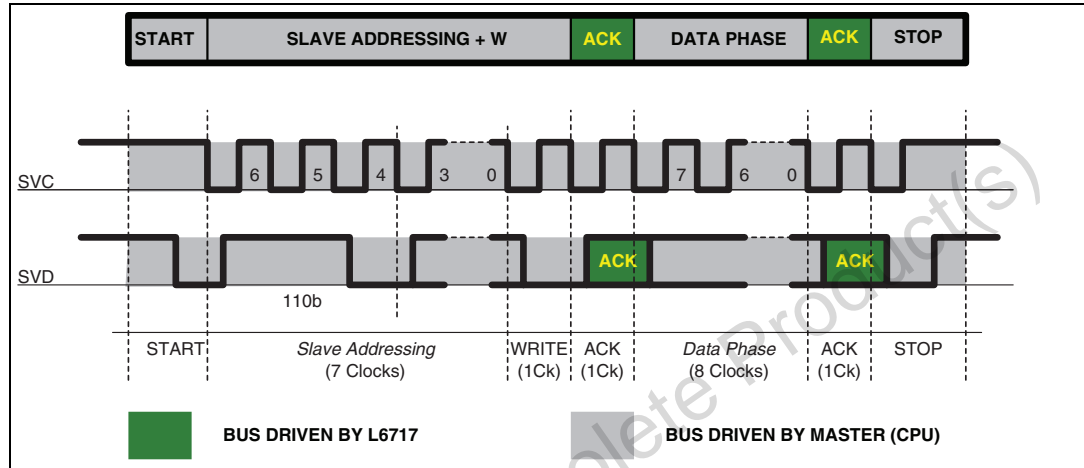 START SLAVE ADDRESSING + W ACK DATA PHASE ACK STOP
SVC
6 5 4 3 0 7 6 0
SVD
ACK ACK
110b
START Slave Addressing WRITE ACK Data Phase ACK STOP
(7 Clocks) (1Ck) (1Ck) (8 Clocks) (1Ck)
BUS DRIVEN BY L6717 BUS DRIVEN BY MASTER (CPU)
olete Product(s)